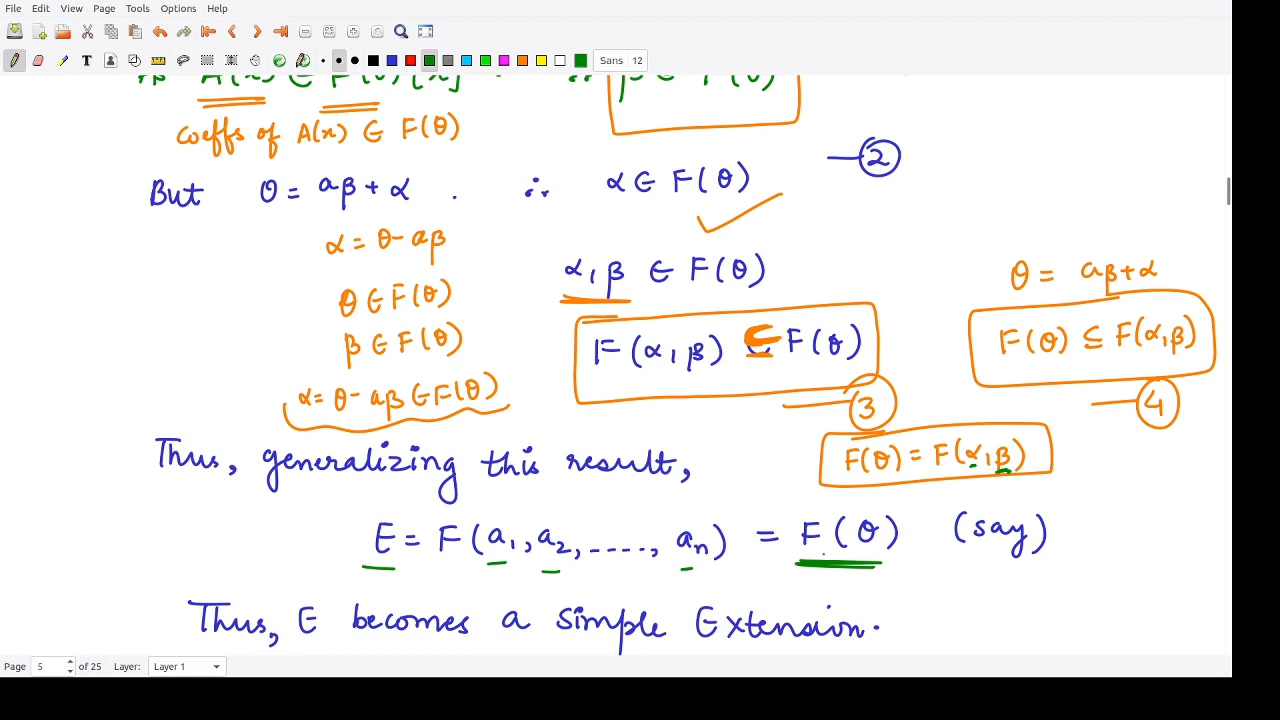 File Edit View Page Tools Options Help
Sans 12
As A(x) ∈ F(θ)[x] . ∴ β ∈ F(θ)
coeffs of A(x) ∈ F(θ)
But θ = aβ + α . ∴ α ∈ F(θ) — 2
α = θ - aβ
θ ∈ F(θ)
β ∈ F(θ)
α = θ - aβ ∈ F(θ)
α, β ∈ F(θ)
F(α, β) ⊆ F(θ)
— 3
θ = aβ + α
F(θ) ⊆ F(α, β)
— 4
F(θ) = F(α, β)
Thus, generalizing this result,
E = F(a₁, a₂, ----, aₙ) = F(θ) (say)
Thus, E becomes a simple Extension.
Page 5 of 25 Layer: Layer 1